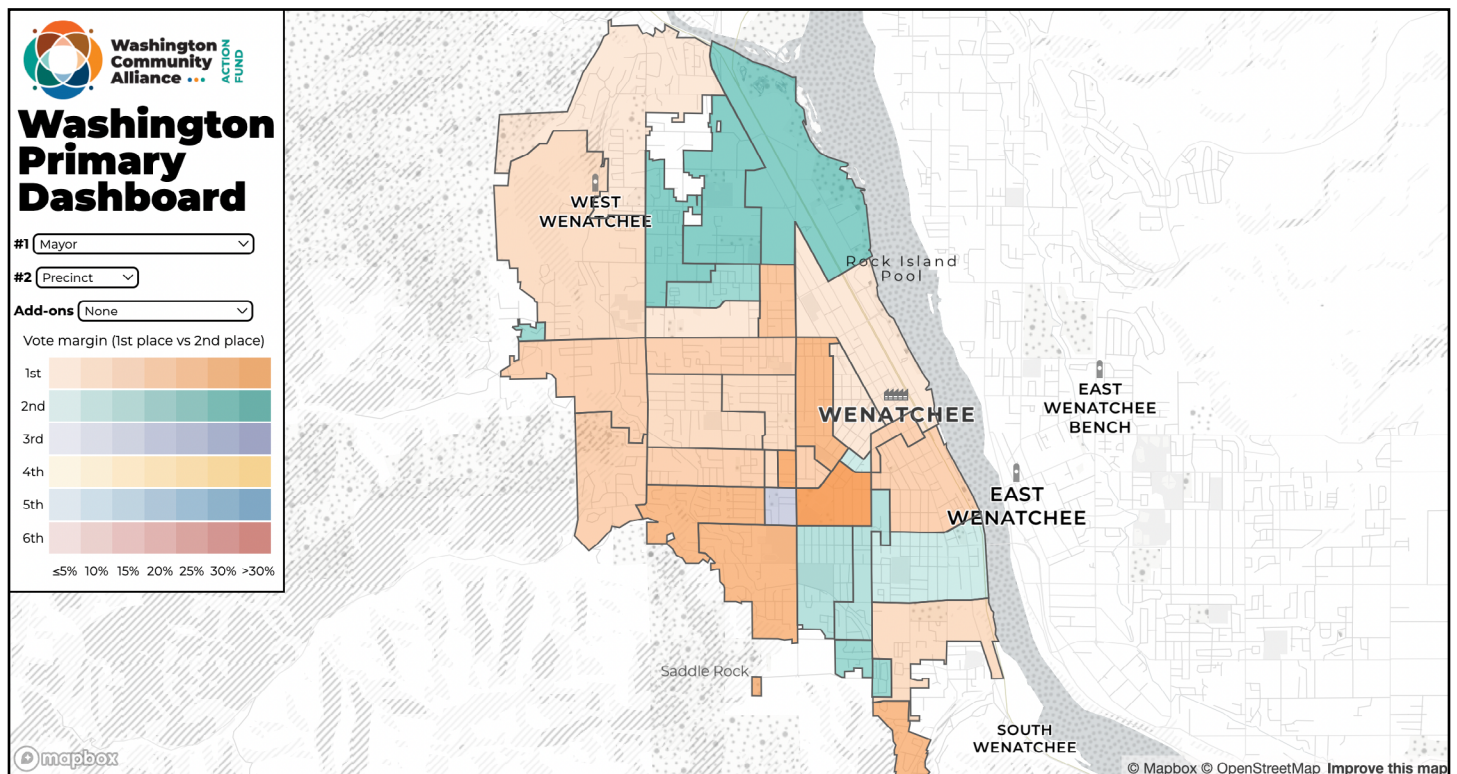 Washington
Community
Alliance
ACTION
FUND
Washington
Primary
Dashboard
#1 Mayor
#2 Precinct
Add-ons None
Vote margin (1st place vs 2nd place)
1st
2nd
3rd
4th
5th
6th
≤5% 10% 15% 20% 25% 30% >30%
mapbox
WEST
WENATCHEE
Rock Island
Pool
WENATCHEE
EAST
WENATCHEE
BENCH
EAST
WENATCHEE
Saddle Rock
SOUTH
WENATCHEE
© Mapbox © OpenStreetMap Improve this map